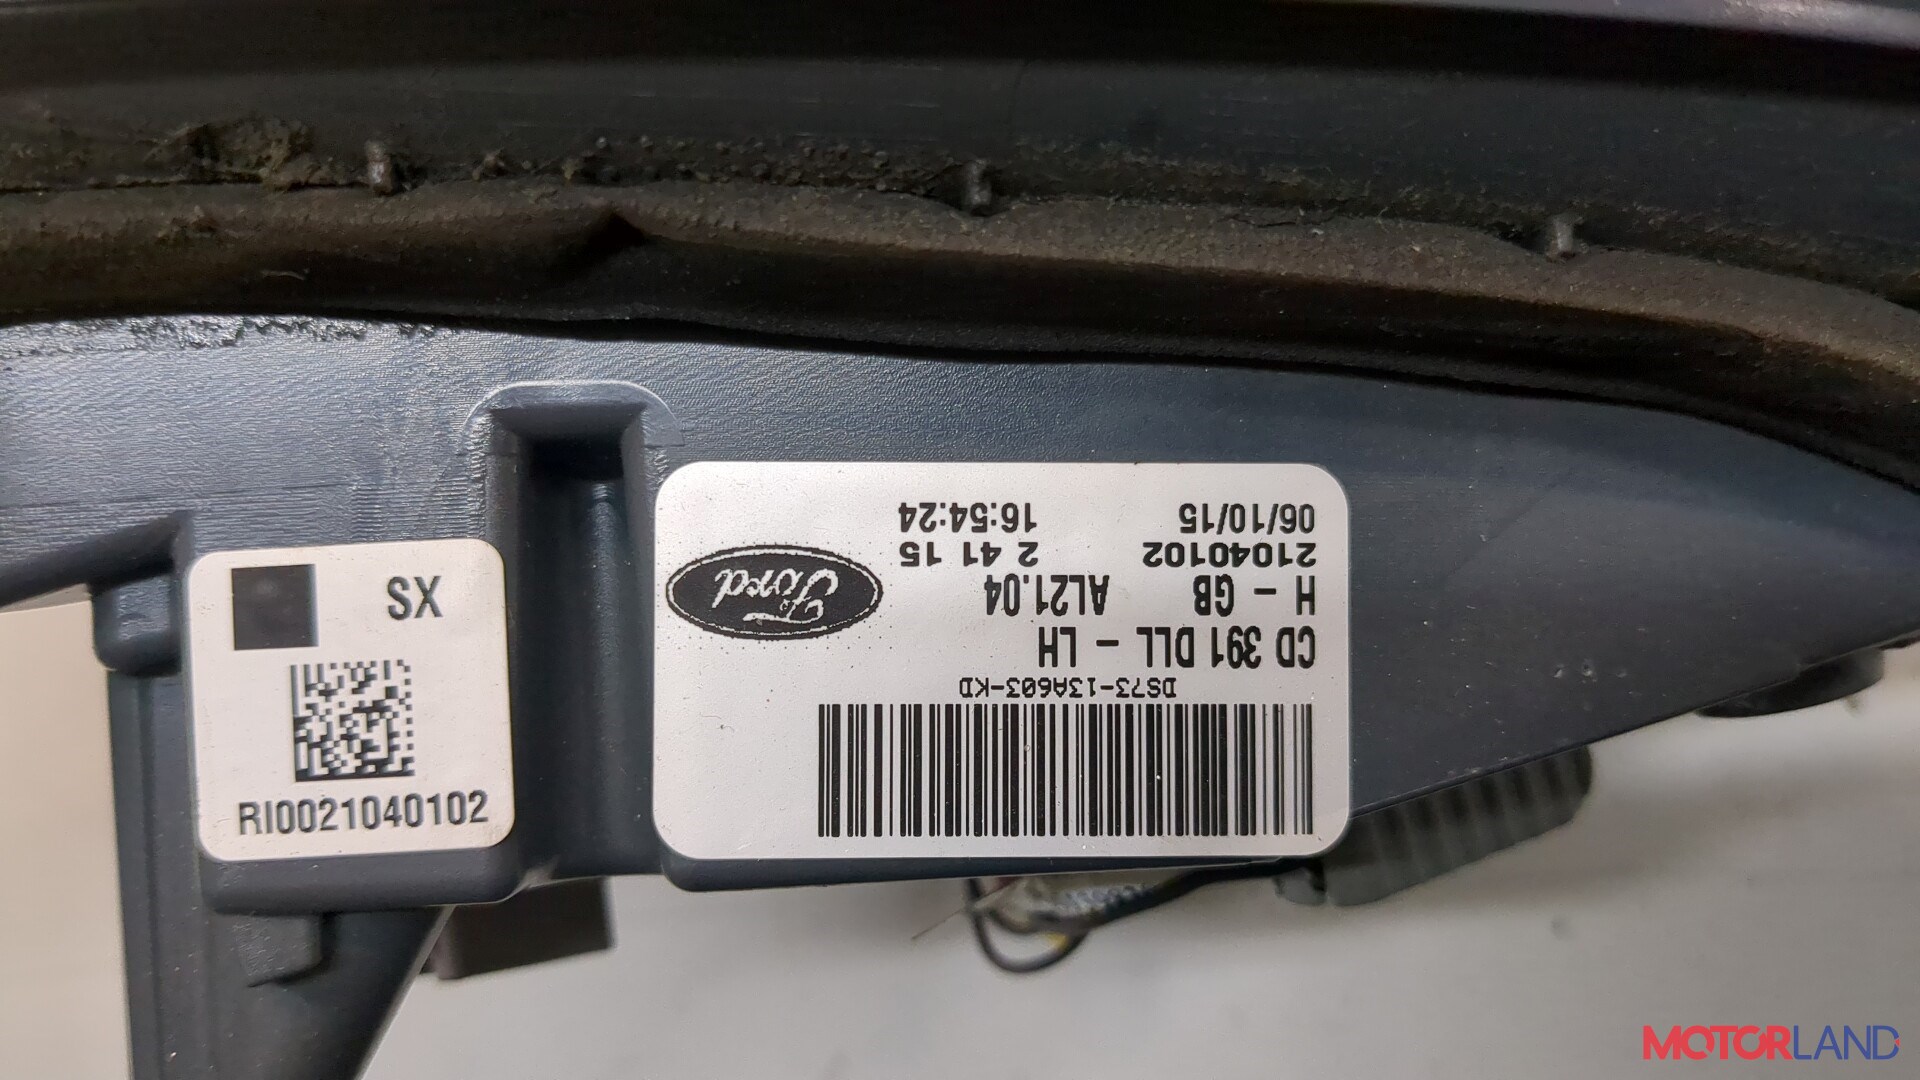 SX
RI0021040102
DS73-13A603-KD
CD 391 DLL - LH
H - GB AL21.04
21040102 2 41 15
06/10/15 16:54:24
Ford
MOTORLAND